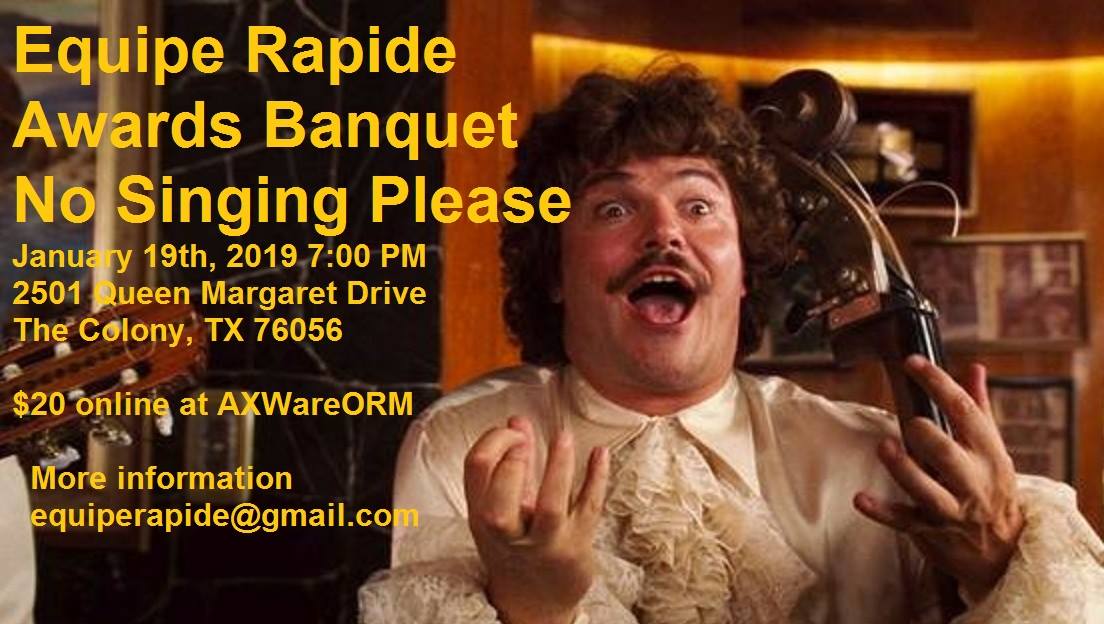 Equipe Rapide
Awards Banquet
No Singing Please
January 19th, 2019 7:00 PM
2501 Queen Margaret Drive
The Colony, TX 76056
$20 online at AXWareORM
More information
equiperapide@gmail.com